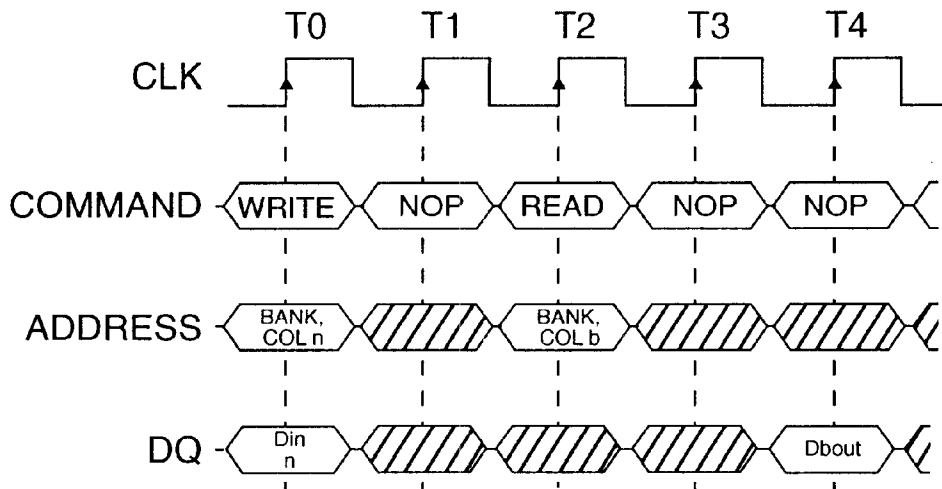 T0 T1 T2 T3 T4
CLK
COMMAND WRITE NOP READ NOP NOP
ADDRESS BANK, COL n BANK, COL b
DQ Din n Dbout